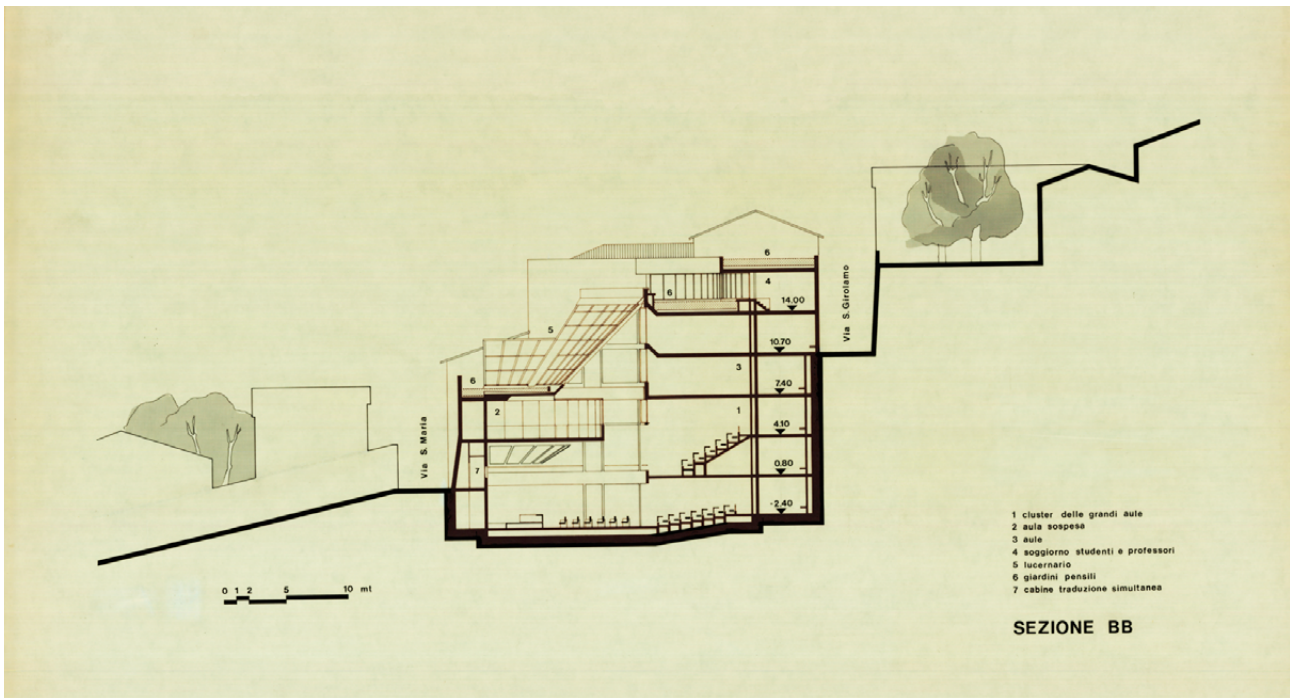 6
4
6
14.00
Via S. Girolamo
5
10.70
3
6
7.40
2
1
4.10
Via S. Maria
7
0.80
-2.40
1 cluster delle grandi aule
2 aula sospesa
3 aule
4 soggiorno studenti e professori
5 lucernario
6 giardini pensili
7 cabine traduzione simultanea
0 1 2 5 10 mt
SEZIONE BB